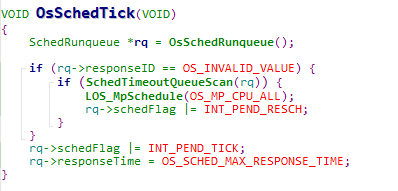 VOID OsSchedTick(VOID)
{
    SchedRunqueue *rq = OsSchedRunqueue();

    if (rq->responseID == OS_INVALID_VALUE) {
        if (SchedTimeoutQueueScan(rq)) {
            LOS_MpSchedule(OS_MP_CPU_ALL);
            rq->schedFlag |= INT_PEND_RESCH;
        }
    }
    rq->schedFlag |= INT_PEND_TICK;
    rq->responseTime = OS_SCHED_MAX_RESPONSE_TIME;
}